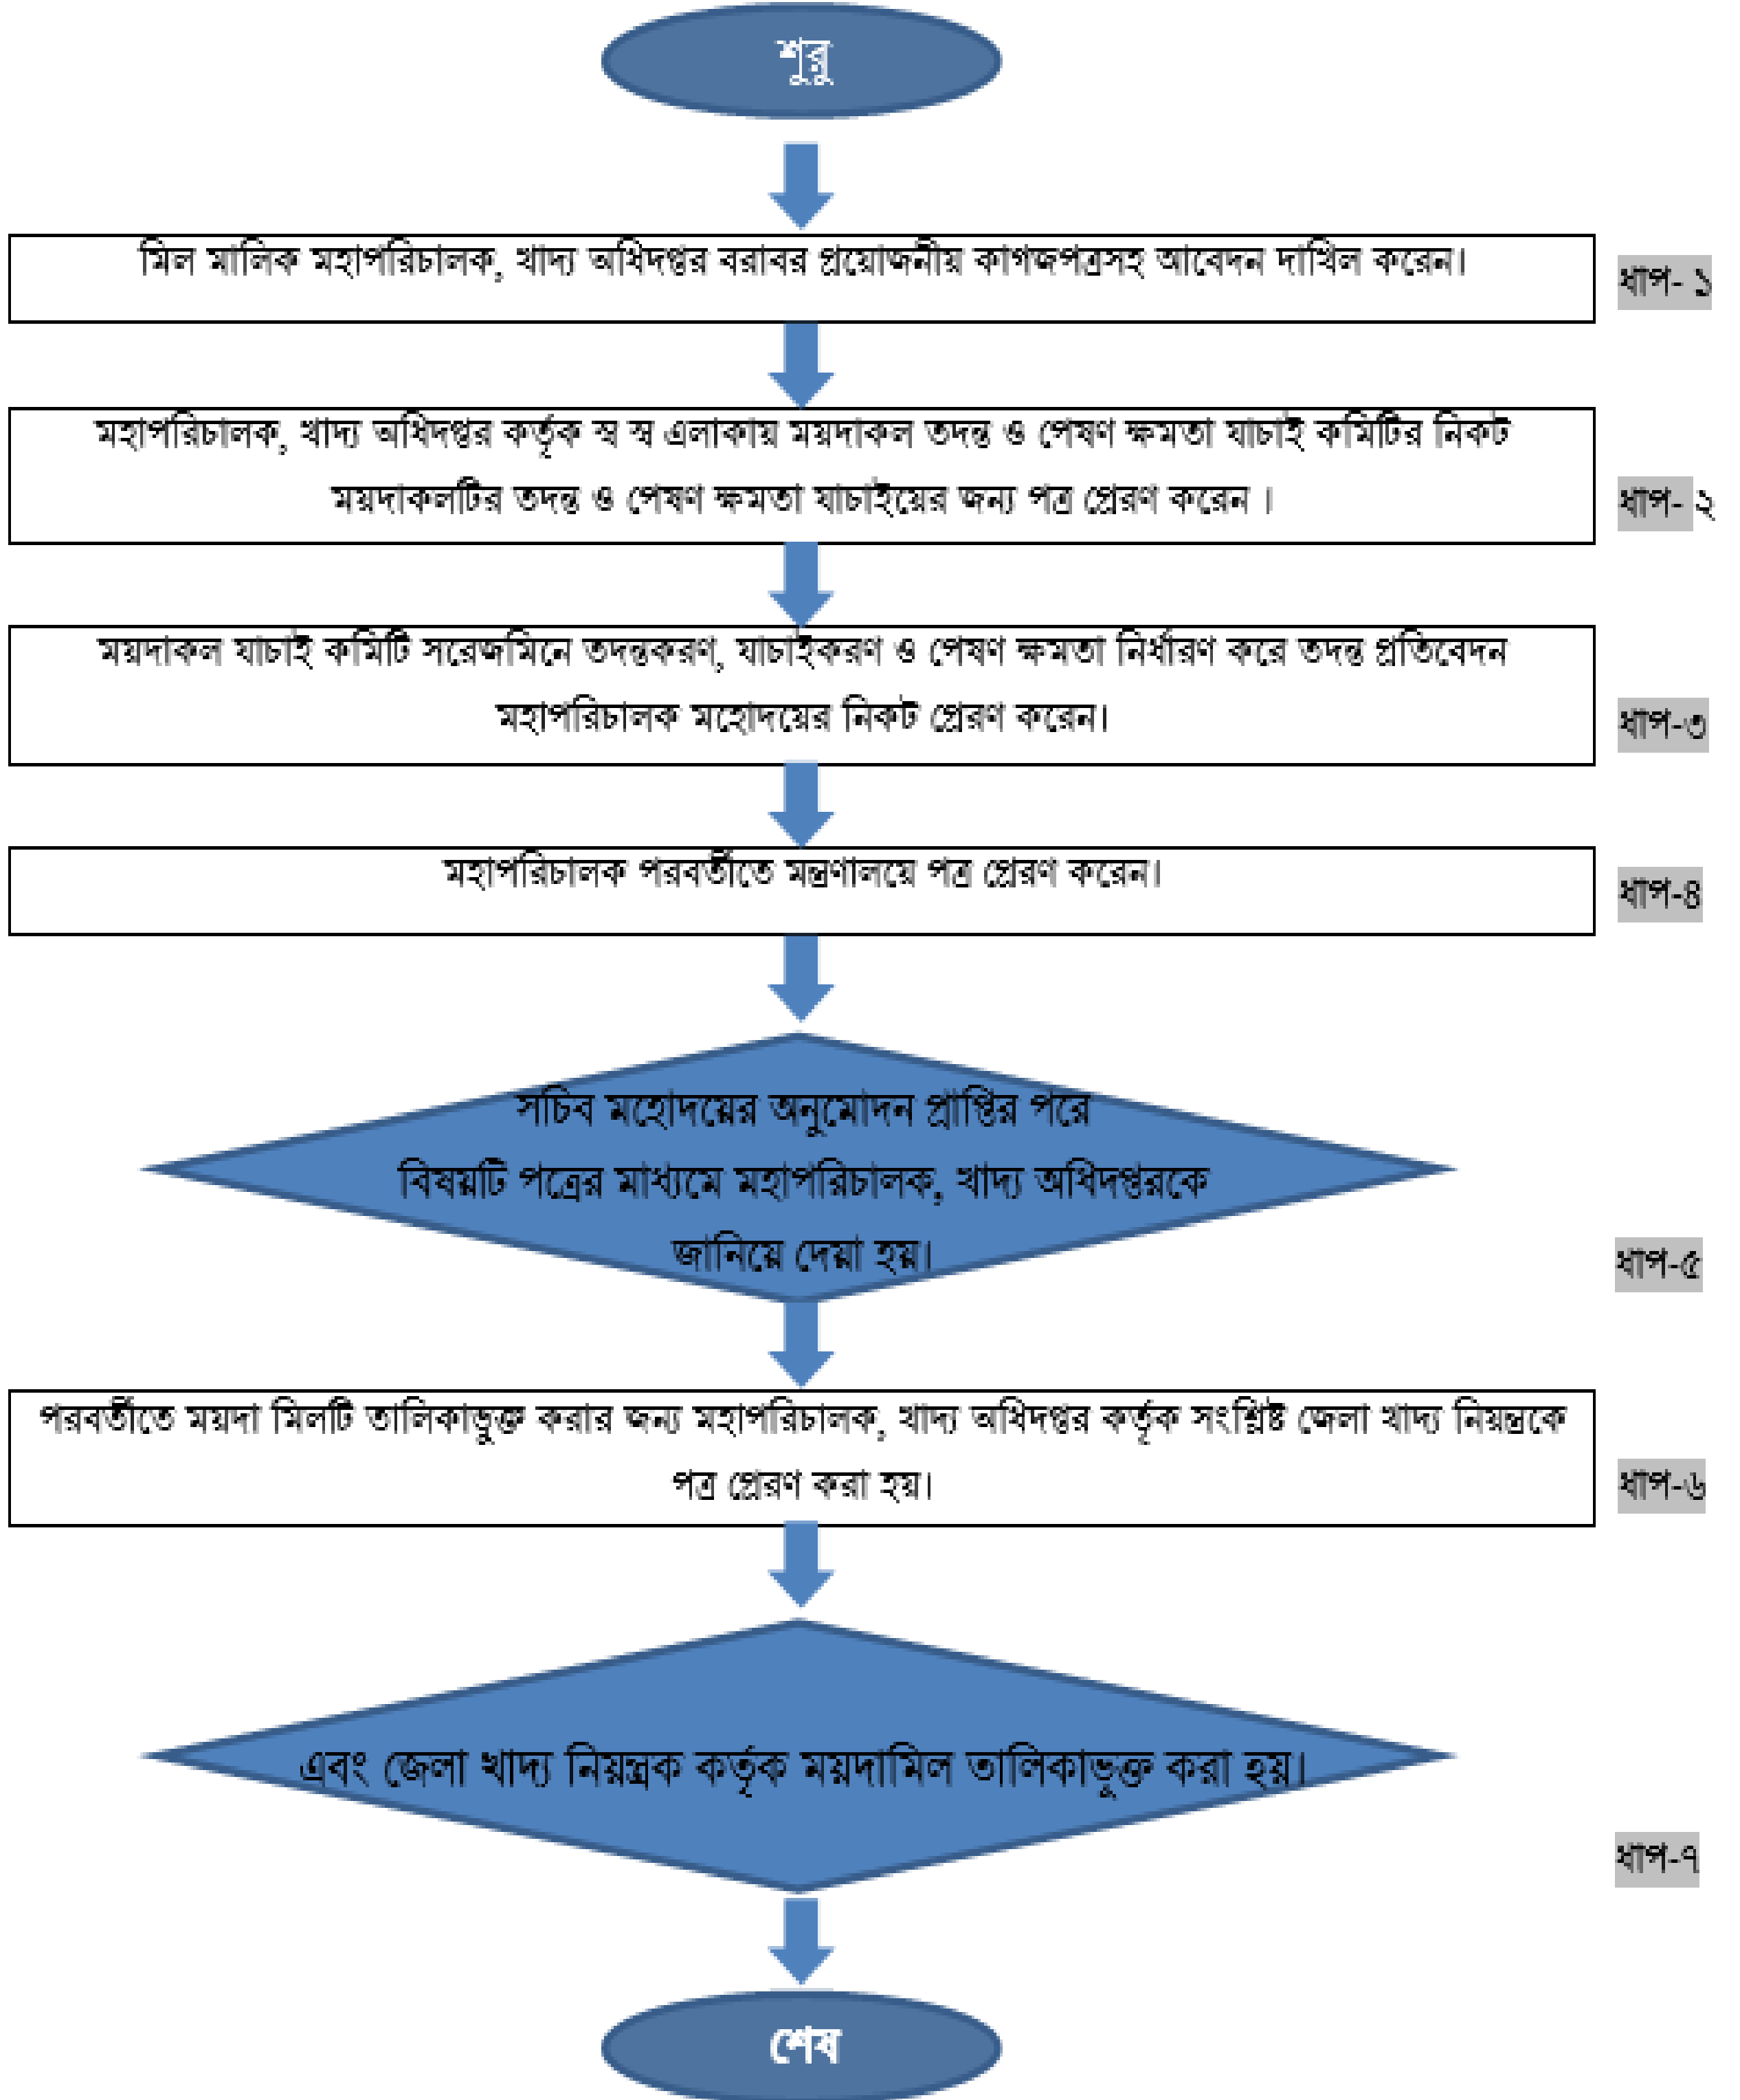 শুরু
মিল মালিক মহাপরিচালক, খাদ্য অধিদপ্তর বরাবর প্রয়োজনীয় কাগজপত্রসহ আবেদন দাখিল করেন।
ধাপ- ১
মহাপরিচালক, খাদ্য অধিদপ্তর কর্তৃক স্ব স্ব এলাকায় ময়দাকল তদন্ত ও পেষণ ক্ষমতা যাচাই কমিটির নিকট
ময়দাকলটির তদন্ত ও পেষণ ক্ষমতা যাচাইয়ের জন্য পত্র প্রেরণ করেন ।
ধাপ- ২
ময়দাকল যাচাই কমিটি সরেজমিনে তদন্তকরণ, যাচাইকরণ ও পেষণ ক্ষমতা নির্ধারণ করে তদন্ত প্রতিবেদন
মহাপরিচালক মহোদয়ের নিকট প্রেরণ করেন।
ধাপ-৩
মহাপরিচালক পরবর্তীতে মন্ত্রণালয়ে পত্র প্রেরণ করেন।
ধাপ-৪
সচিব মহোদয়ের অনুমোদন প্রাপ্তির পরে
বিষয়টি পত্রের মাধ্যমে মহাপরিচালক, খাদ্য অধিদপ্তরকে
জানিয়ে দেয়া হয়।
ধাপ-৫
পরবর্তীতে ময়দা মিলটি তালিকাভুক্ত করার জন্য মহাপরিচালক, খাদ্য অধিদপ্তর কর্তৃক সংশ্লিষ্ট জেলা খাদ্য নিয়ন্ত্রকে
পত্র প্রেরণ করা হয়।
ধাপ-৬
এবং জেলা খাদ্য নিয়ন্ত্রক কর্তৃক ময়দামিল তালিকাভুক্ত করা হয়।
ধাপ-৭
শেষ